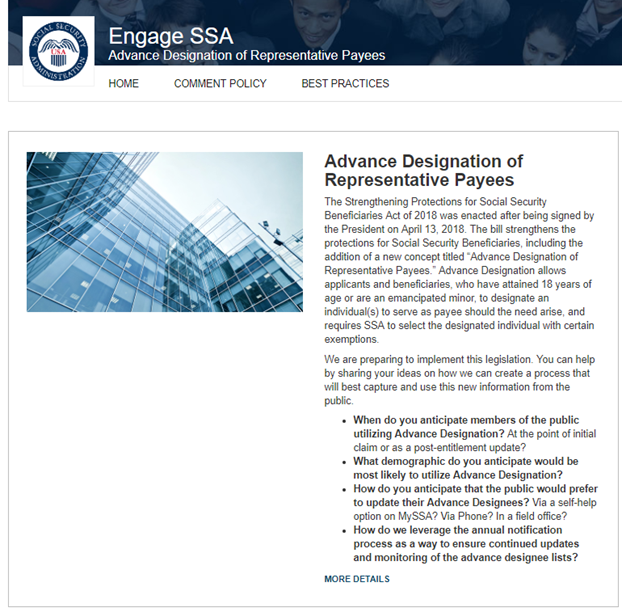 SOCIAL SECURITY
USA
ADMINISTRATION
Engage SSA
Advance Designation of Representative Payees
HOME COMMENT POLICY BEST PRACTICES
Advance Designation of
Representative Payees
The Strengthening Protections for Social Security
Beneficiaries Act of 2018 was enacted after being signed by
the President on April 13, 2018. The bill strengthens the
protections for Social Security Beneficiaries, including the
addition of a new concept titled “Advance Designation of
Representative Payees.” Advance Designation allows
applicants and beneficiaries, who have attained 18 years of
age or are an emancipated minor, to designate an
individual(s) to serve as payee should the need arise, and
requires SSA to select the designated individual with certain
exemptions.
We are preparing to implement this legislation. You can help
by sharing your ideas on how we can create a process that
will best capture and use this new information from the
public.
• When do you anticipate members of the public
utilizing Advance Designation? At the point of initial
claim or as a post-entitlement update?
• What demographic do you anticipate would be
most likely to utilize Advance Designation?
• How do you anticipate that the public would prefer
to update their Advance Designees? Via a self-help
option on MySSA? Via Phone? In a field office?
• How do we leverage the annual notification
process as a way to ensure continued updates
and monitoring of the advance designee lists?
MORE DETAILS